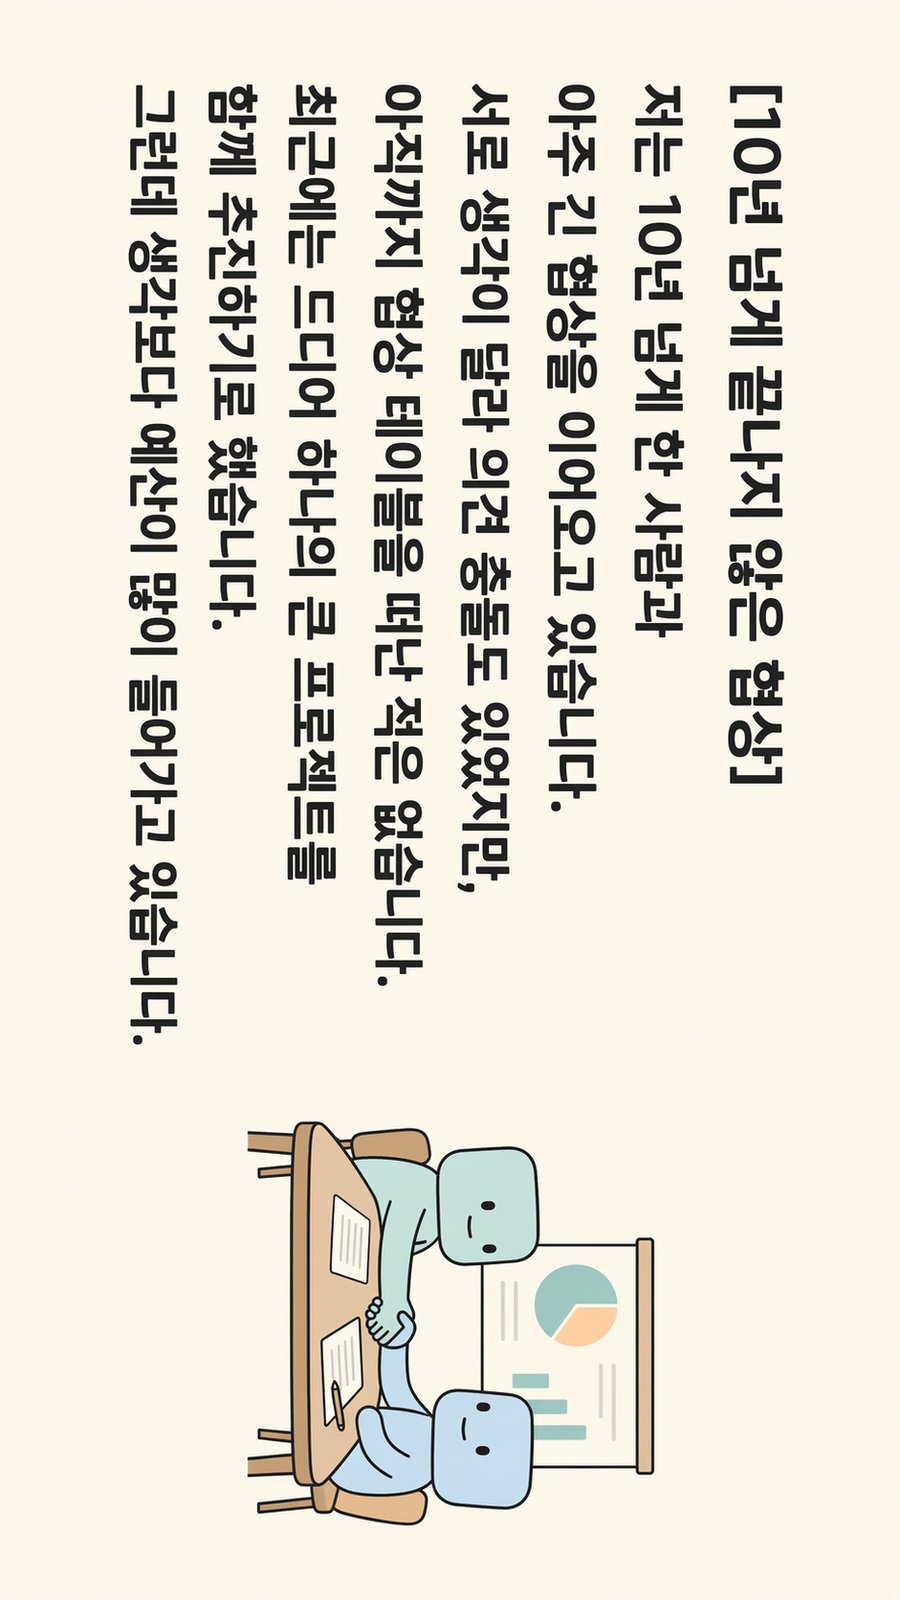 [10년 넘게 끝나지 않은 협상]
저는 10년 넘게 한 사람과
아주 긴 협상을 이어오고 있습니다.
서로 생각이 달라 의견 충돌도 있었지만,
아직까지 협상 테이블을 떠난 적은 없습니다.
최근에는 드디어 하나의 큰 프로젝트를
함께 추진하기로 했습니다.
그런데 생각보다 예산이 많이 들어가고 있습니다.